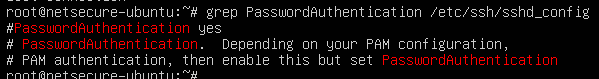 root@netsecure-ubuntu:~# grep PasswordAuthentication /etc/ssh/sshd_config
#PasswordAuthentication yes
# PasswordAuthentication.  Depending on your PAM configuration,
# PAM authentication, then enable this but set PasswordAuthentication
root@netsecure-ubuntu:~#